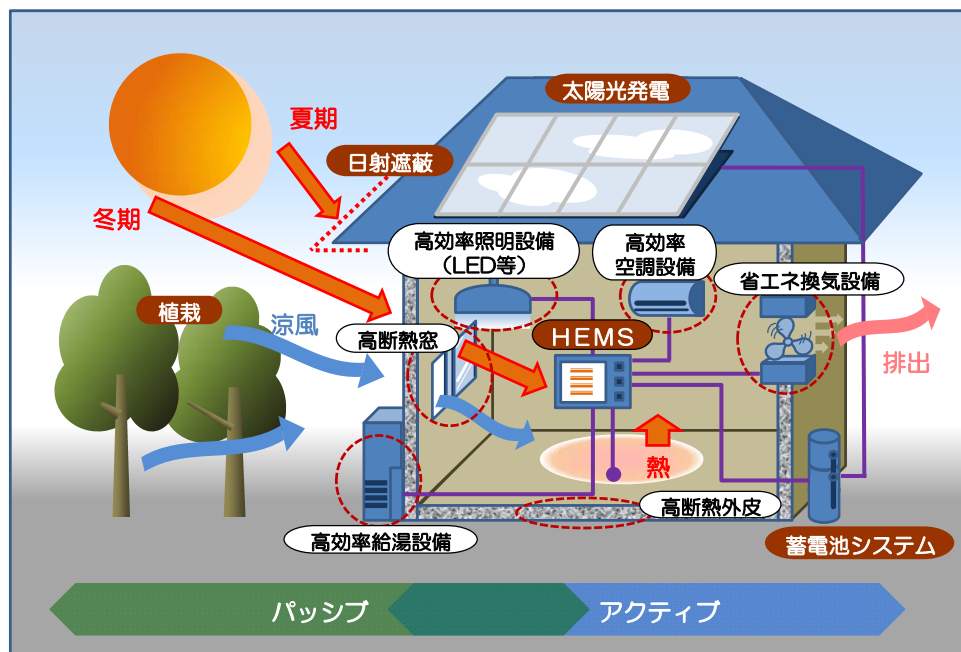 太陽光発電
夏期
日射遮蔽
冬期
高効率照明設備
（LED等）
高効率
空調設備
省エネ換気設備
植栽
涼風
高断熱窓
HEMS
排出
熱
高断熱外皮
高効率給湯設備
蓄電池システム
パッシブ
アクティブ